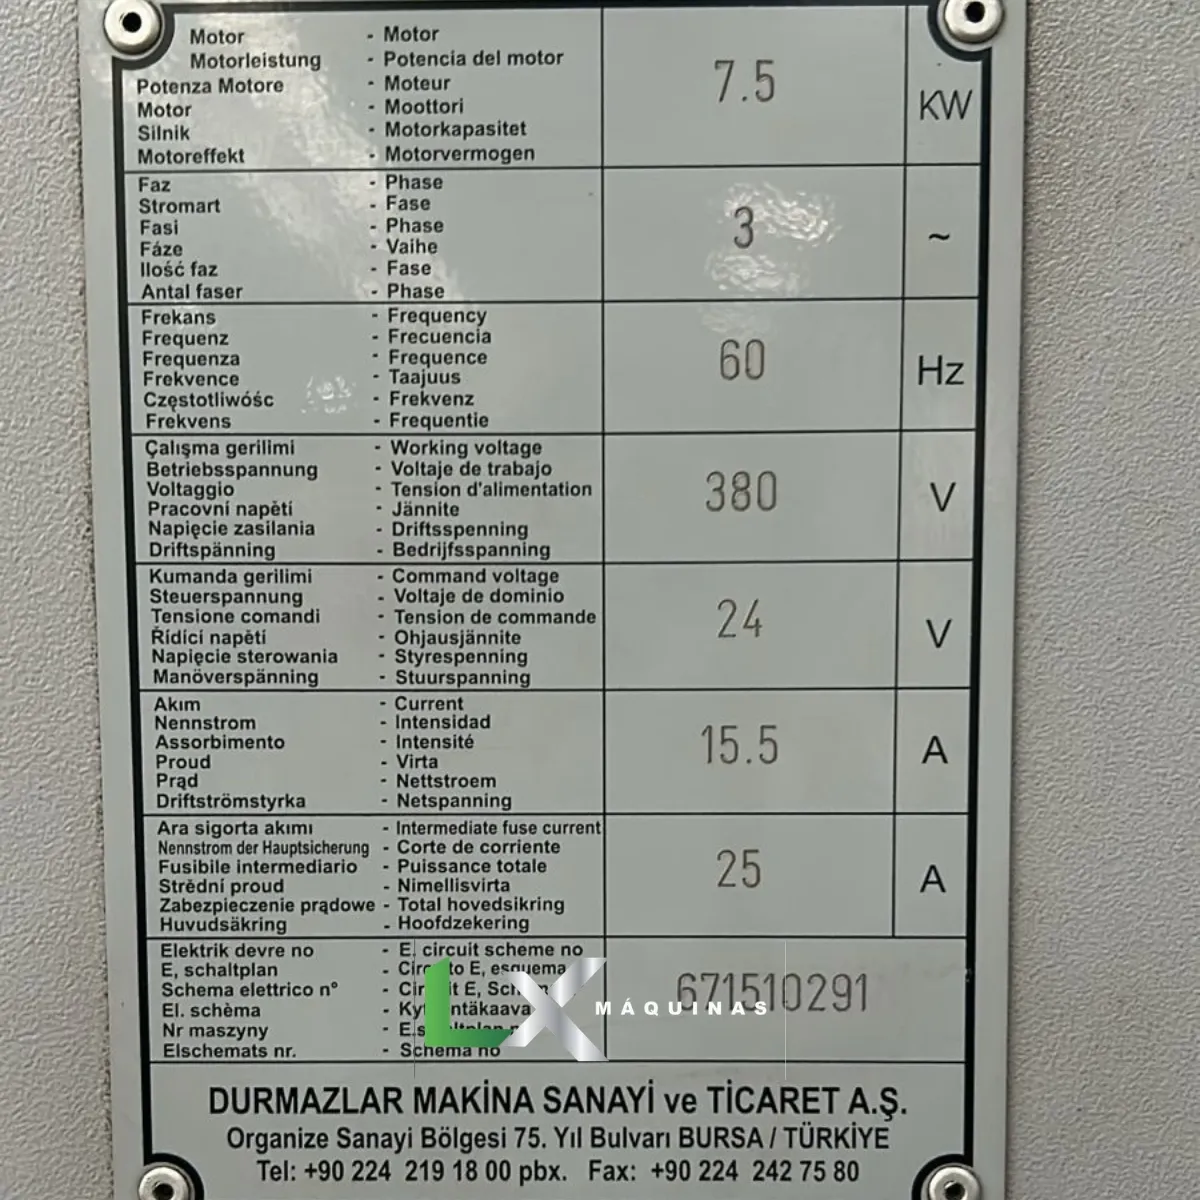 Motor - Motor
Motorleistung - Potencia del motor
Potenza Motore - Moteur
Motor - Moottori
Silnik - Motorkapasitet
Motoreffekt - Motorvermogen
7.5 KW
Faz - Phase
Stromart - Fase
Fasi - Phase
Fáze - Vaihe
Ilość faz - Fase
Antal faser - Phase
3 ~
Frekans - Frequency
Frequenz - Frecuencia
Frequenza - Frequence
Frekvence - Taajuus
Częstotliwóśc - Frekvenz
Frekvens - Frequentie
60 Hz
Çalışma gerilimi - Working voltage
Betriebsspannung - Voltaje de trabajo
Voltaggio - Tension d'alimentation
Pracovní napětí - Jännite
Napięcie zasilania - Driftsspenning
Driftspänning - Bedrijfsspanning
380 V
Kumanda gerilimi - Command voltage
Steuerspannung - Voltaje de dominio
Tensione comandi - Tension de commande
Řídící napětí - Ohjausjännite
Napięcie sterowania - Styrespenning
Manöverspänning - Stuurspanning
24 V
Akım - Current
Nennstrom - Intensidad
Assorbimento - Intensité
Proud - Virta
Prąd - Nettstroem
Driftströmstyrka - Netspanning
15.5 A
Ara sigorta akımı - Intermediate fuse current
Nennstrom der Hauptsicherung - Corte de corriente
Fusibile intermediario - Puissance totale
Strědní proud - Nimellisvirta
Zabezpieczenie prądowe - Total hovedsikring
Huvudsäkring - Hoofdzekering
25 A
Elektrik devre no - E. circuit scheme no
E, schaltplan - E, esquema
Schema elettrico n° - E,
El. schèma -
Nr maszyny -
Elschemats nr. - Schema no
671510291
LX MÁQUINAS
DURMAZLAR MAKİNA SANAYİ ve TİCARET A.Ş.
Organize Sanayi Bölgesi 75. Yıl Bulvarı BURSA / TÜRKİYE
Tel: +90 224 219 18 00 pbx. Fax: +90 224 242 75 80